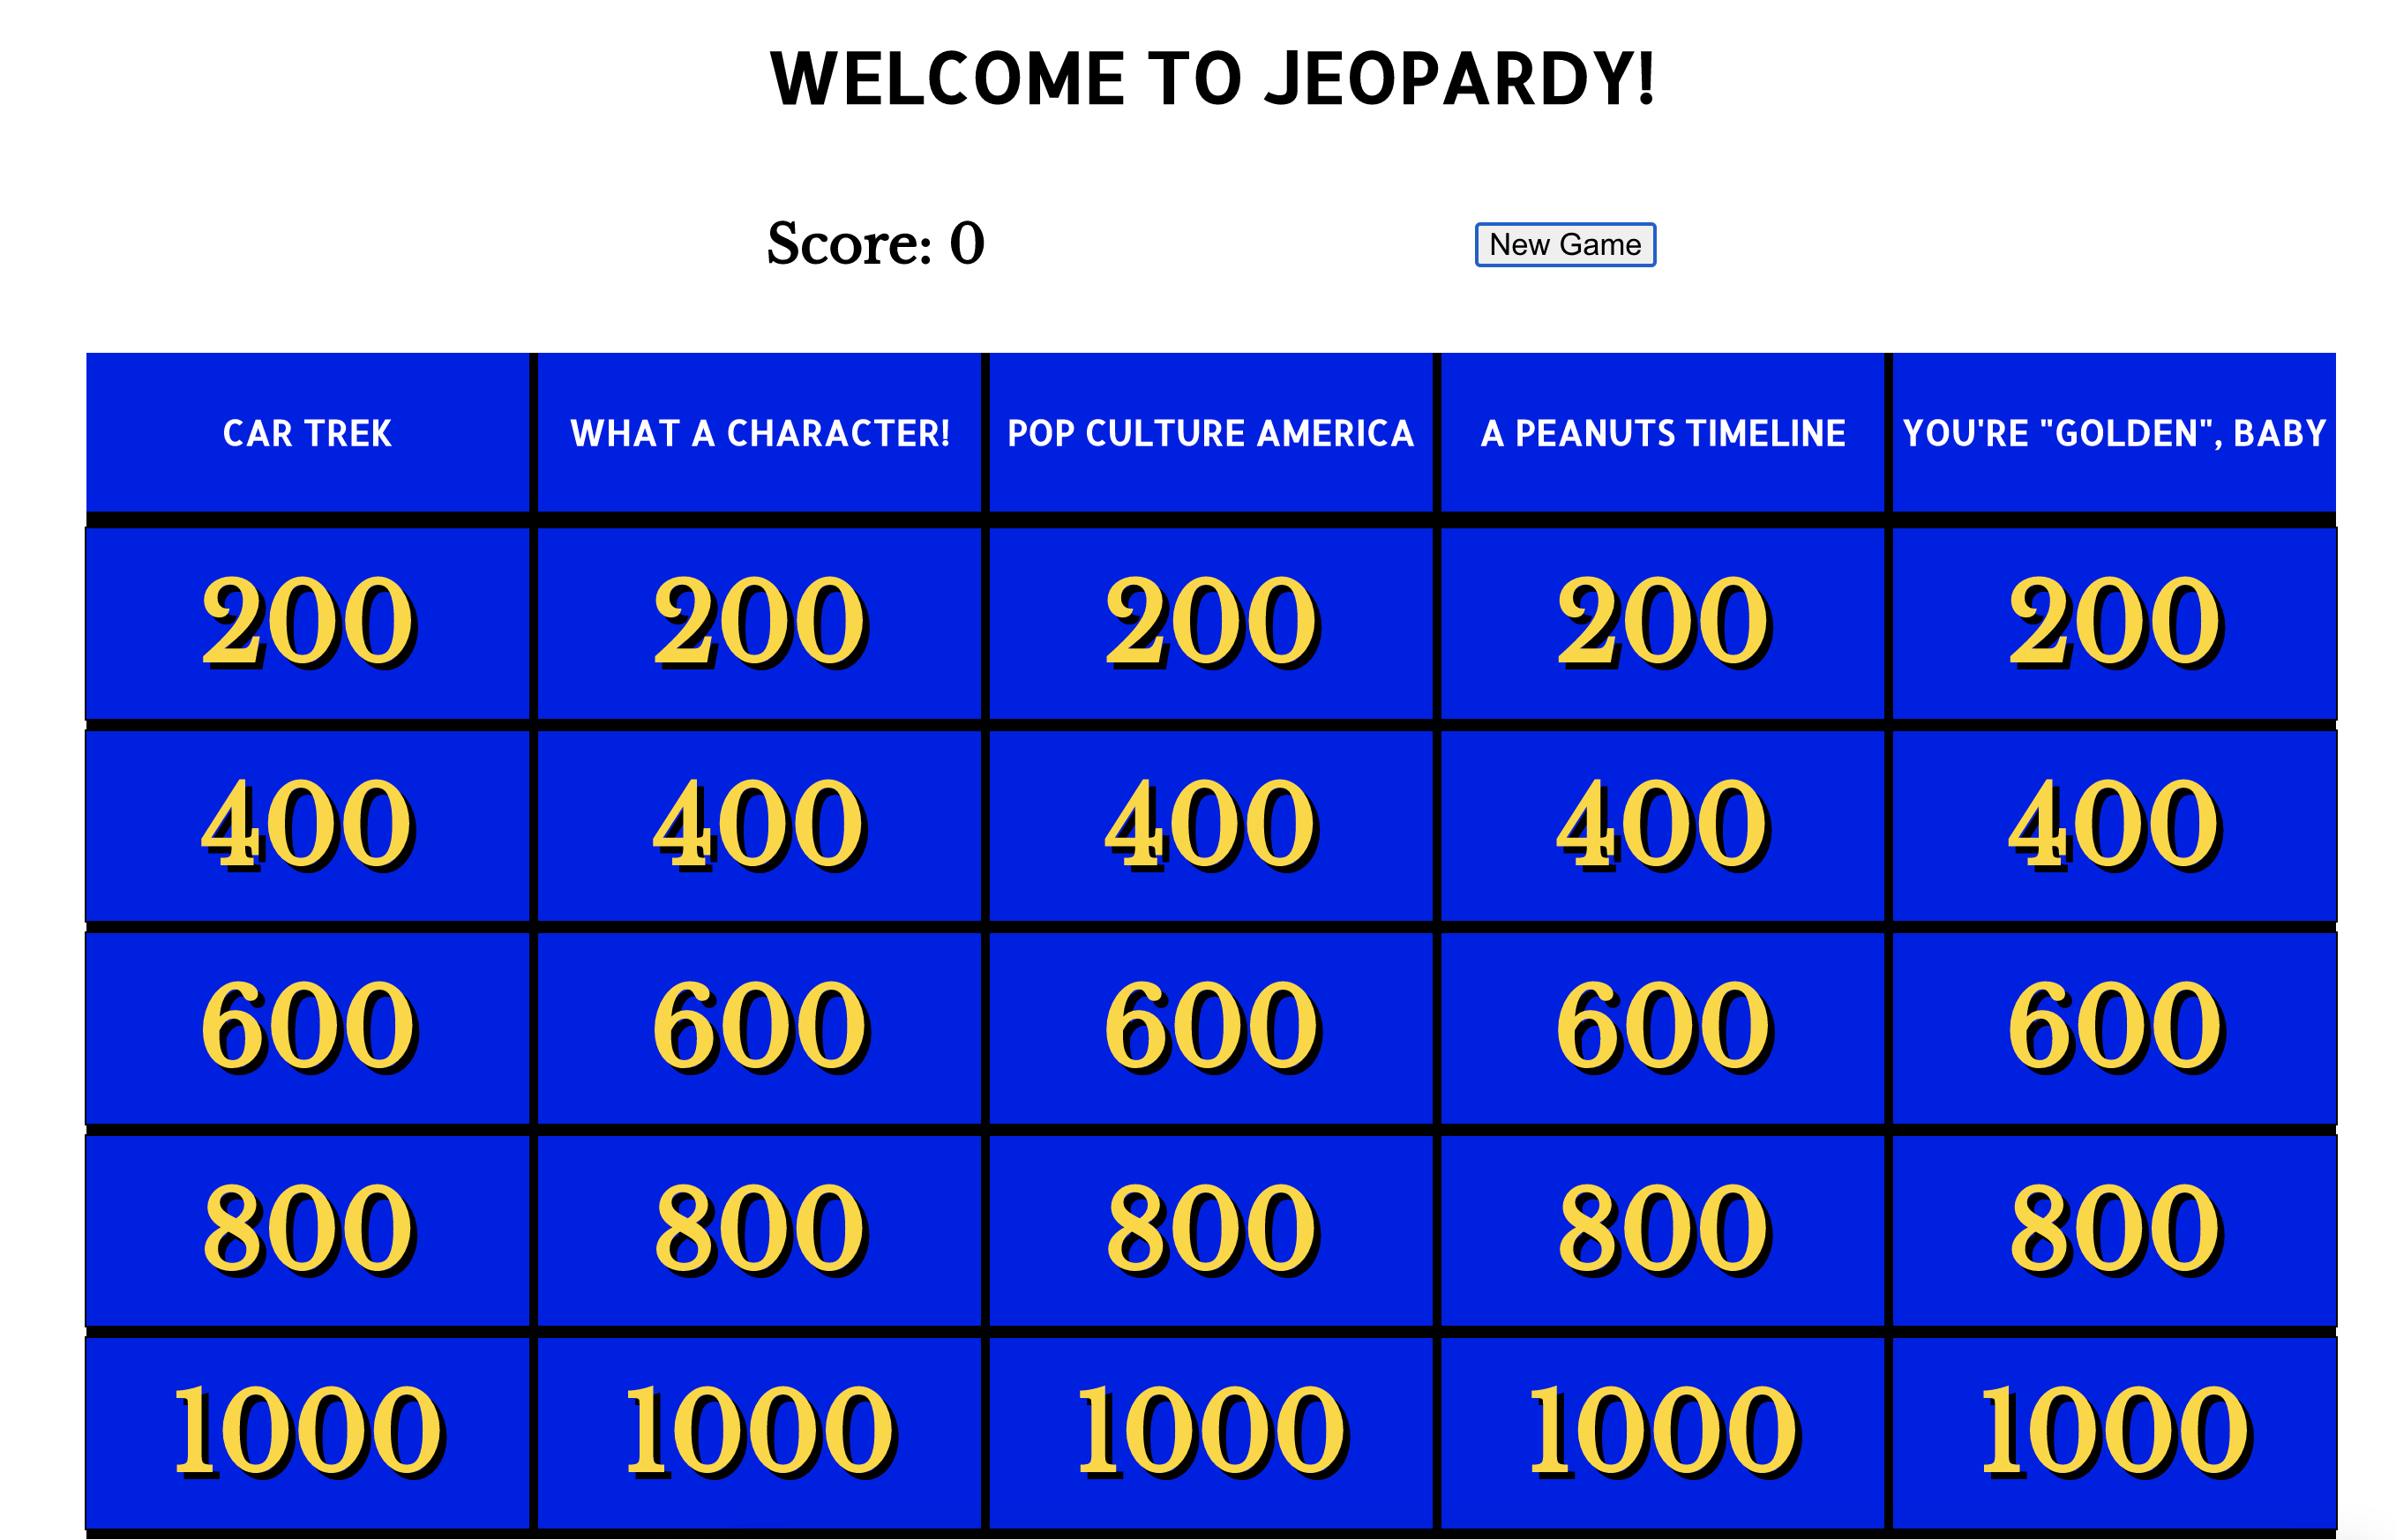 WELCOME TO JEOPARDY!
Score: 0 New Game
CAR TREK WHAT A CHARACTER! POP CULTURE AMERICA A PEANUTS TIMELINE YOU'RE "GOLDEN", BABY
200 200 200 200 200
400 400 400 400 400
600 600 600 600 600
800 800 800 800 800
1000 1000 1000 1000 1000